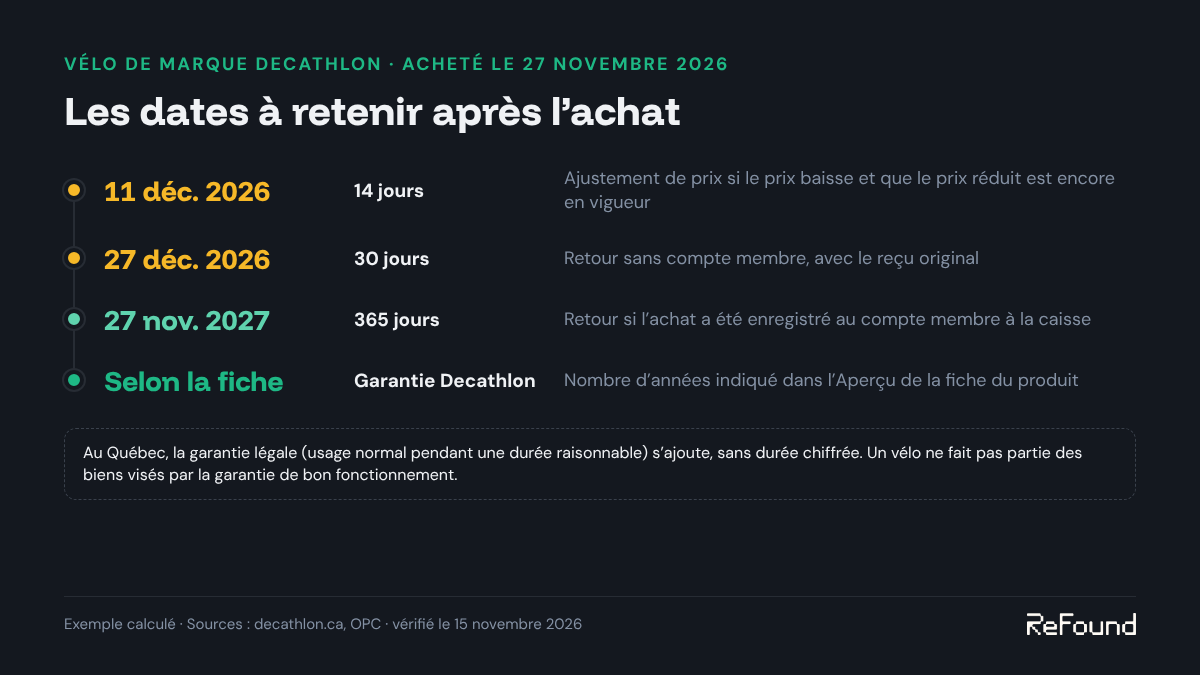 VÉLO DE MARQUE DECATHLON · ACHETÉ LE 27 NOVEMBRE 2026
Les dates à retenir après l’achat
11 déc. 2026
14 jours
Ajustement de prix si le prix baisse et que le prix réduit est encore
en vigueur
27 déc. 2026
30 jours
Retour sans compte membre, avec le reçu original
27 nov. 2027
365 jours
Retour si l’achat a été enregistré au compte membre à la caisse
Selon la fiche
Garantie Decathlon
Nombre d’années indiqué dans l’Aperçu de la fiche du produit
Au Québec, la garantie légale (usage normal pendant une durée raisonnable) s’ajoute, sans durée chiffrée. Un vélo ne fait pas partie des
biens visés par la garantie de bon fonctionnement.
Exemple calculé · Sources : decathlon.ca, OPC · vérifié le 15 novembre 2026
ReFound